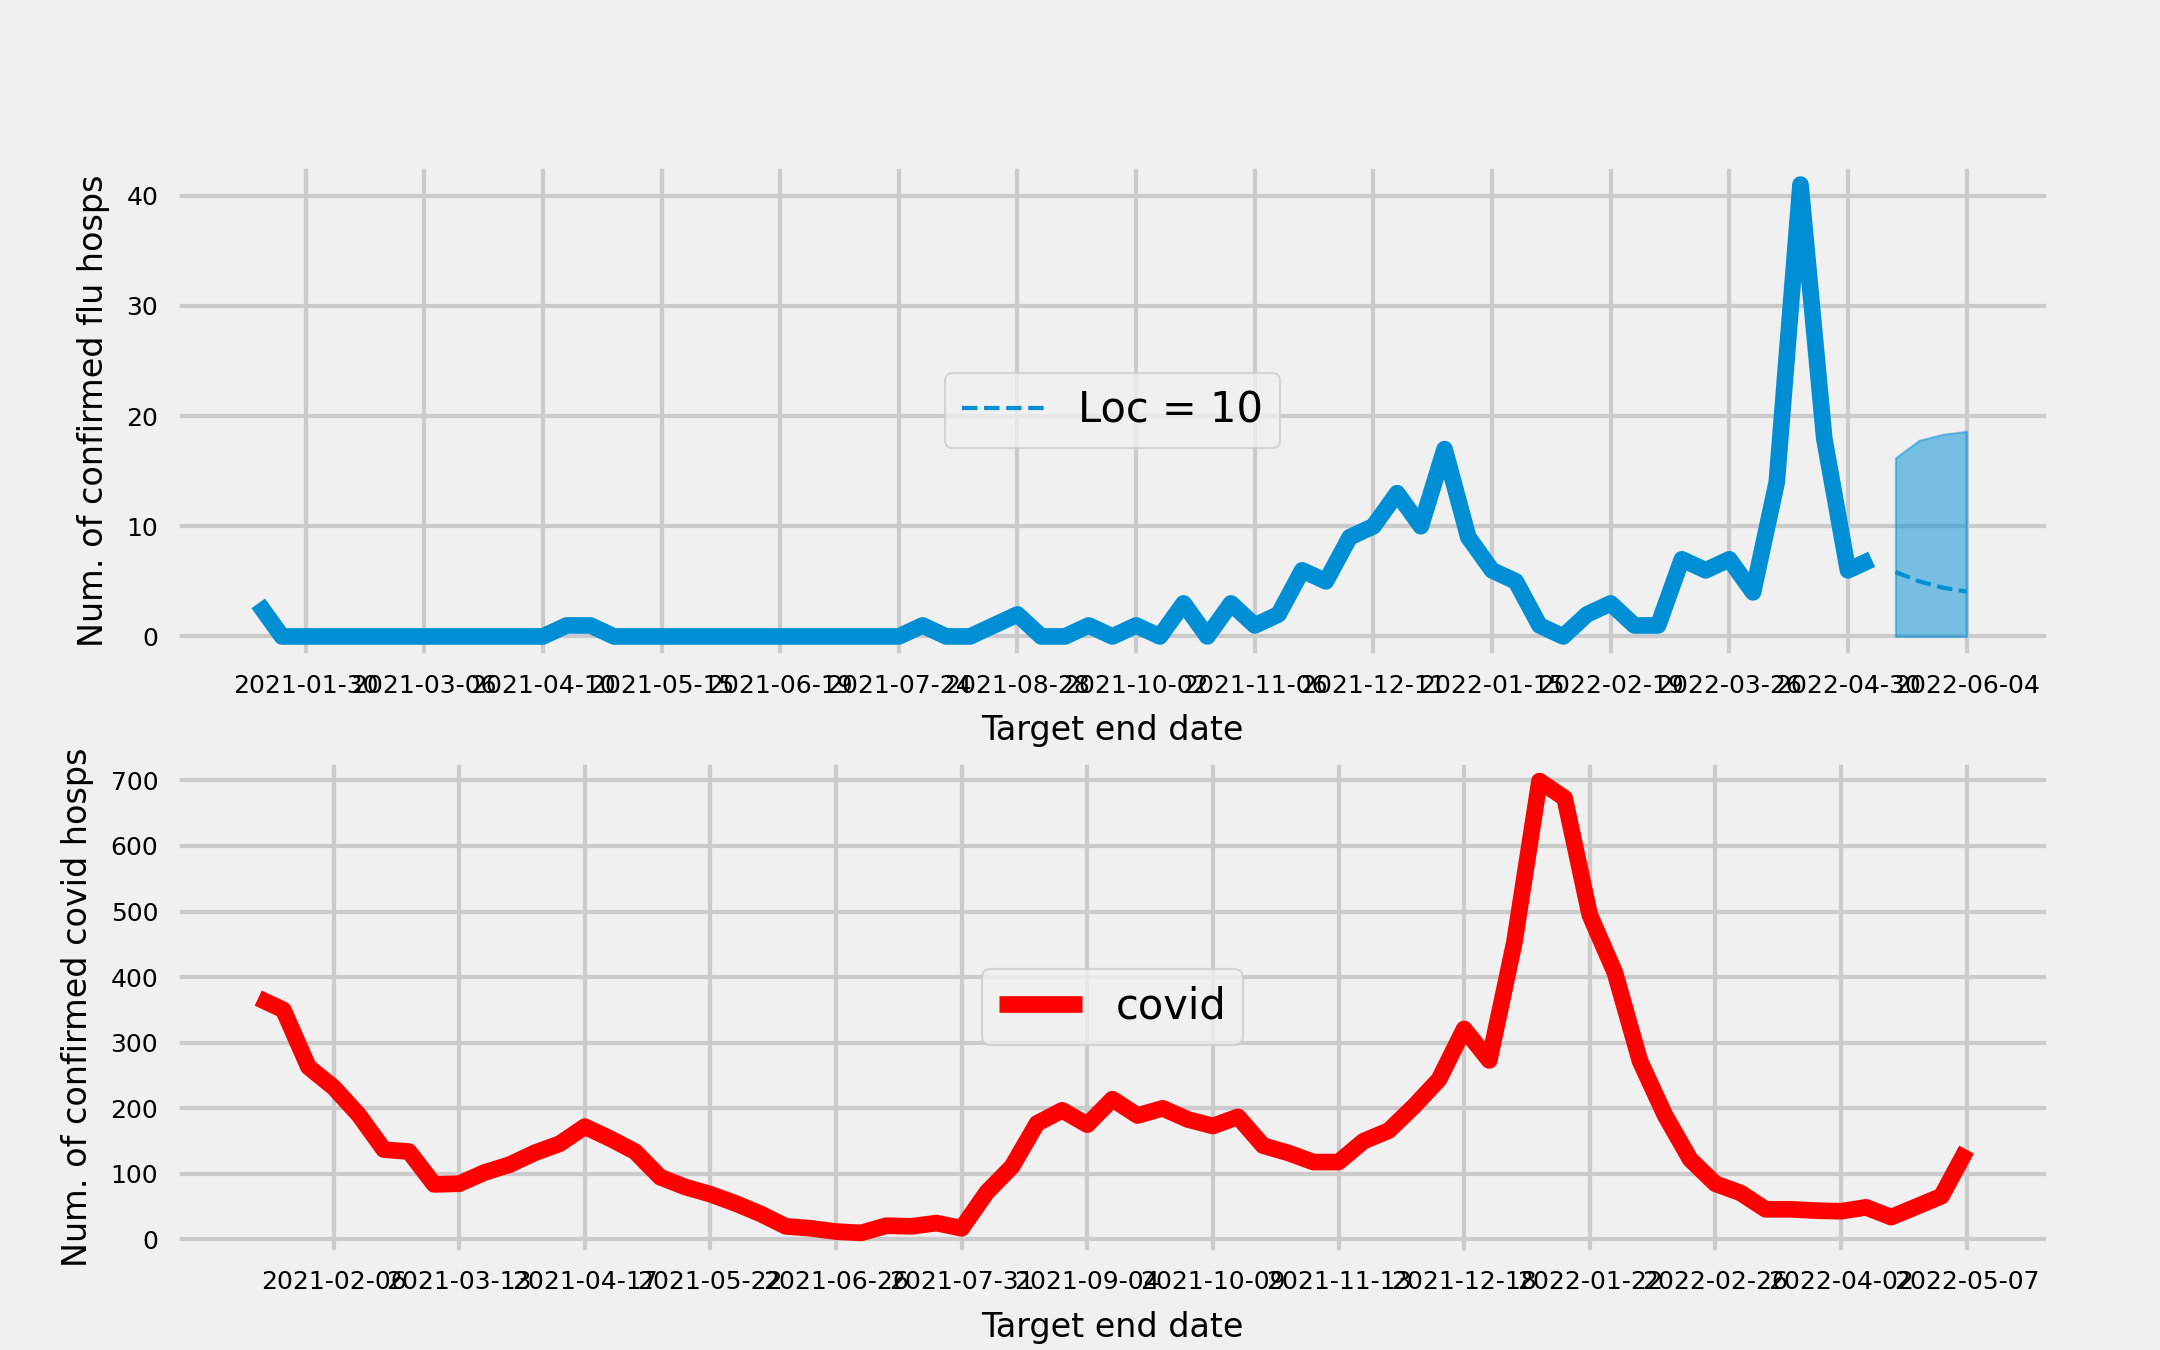 Num. of confirmed flu hosps
40
30
20
10
0
Loc = 10
2021-01-30 2021-03-06 2021-04-10 2021-05-15 2021-06-19 2021-07-24 2021-08-28 2021-10-02 2021-11-06 2021-12-11 2022-01-15 2022-02-19 2022-03-26 2022-04-30 2022-06-04
Target end date
Num. of confirmed covid hosps
700
600
500
400
300
200
100
0
covid
2021-02-06 2021-03-13 2021-04-17 2021-05-22 2021-06-26 2021-07-31 2021-09-04 2021-10-09 2021-11-13 2021-12-18 2022-01-22 2022-02-26 2022-04-02 2022-05-07
Target end date